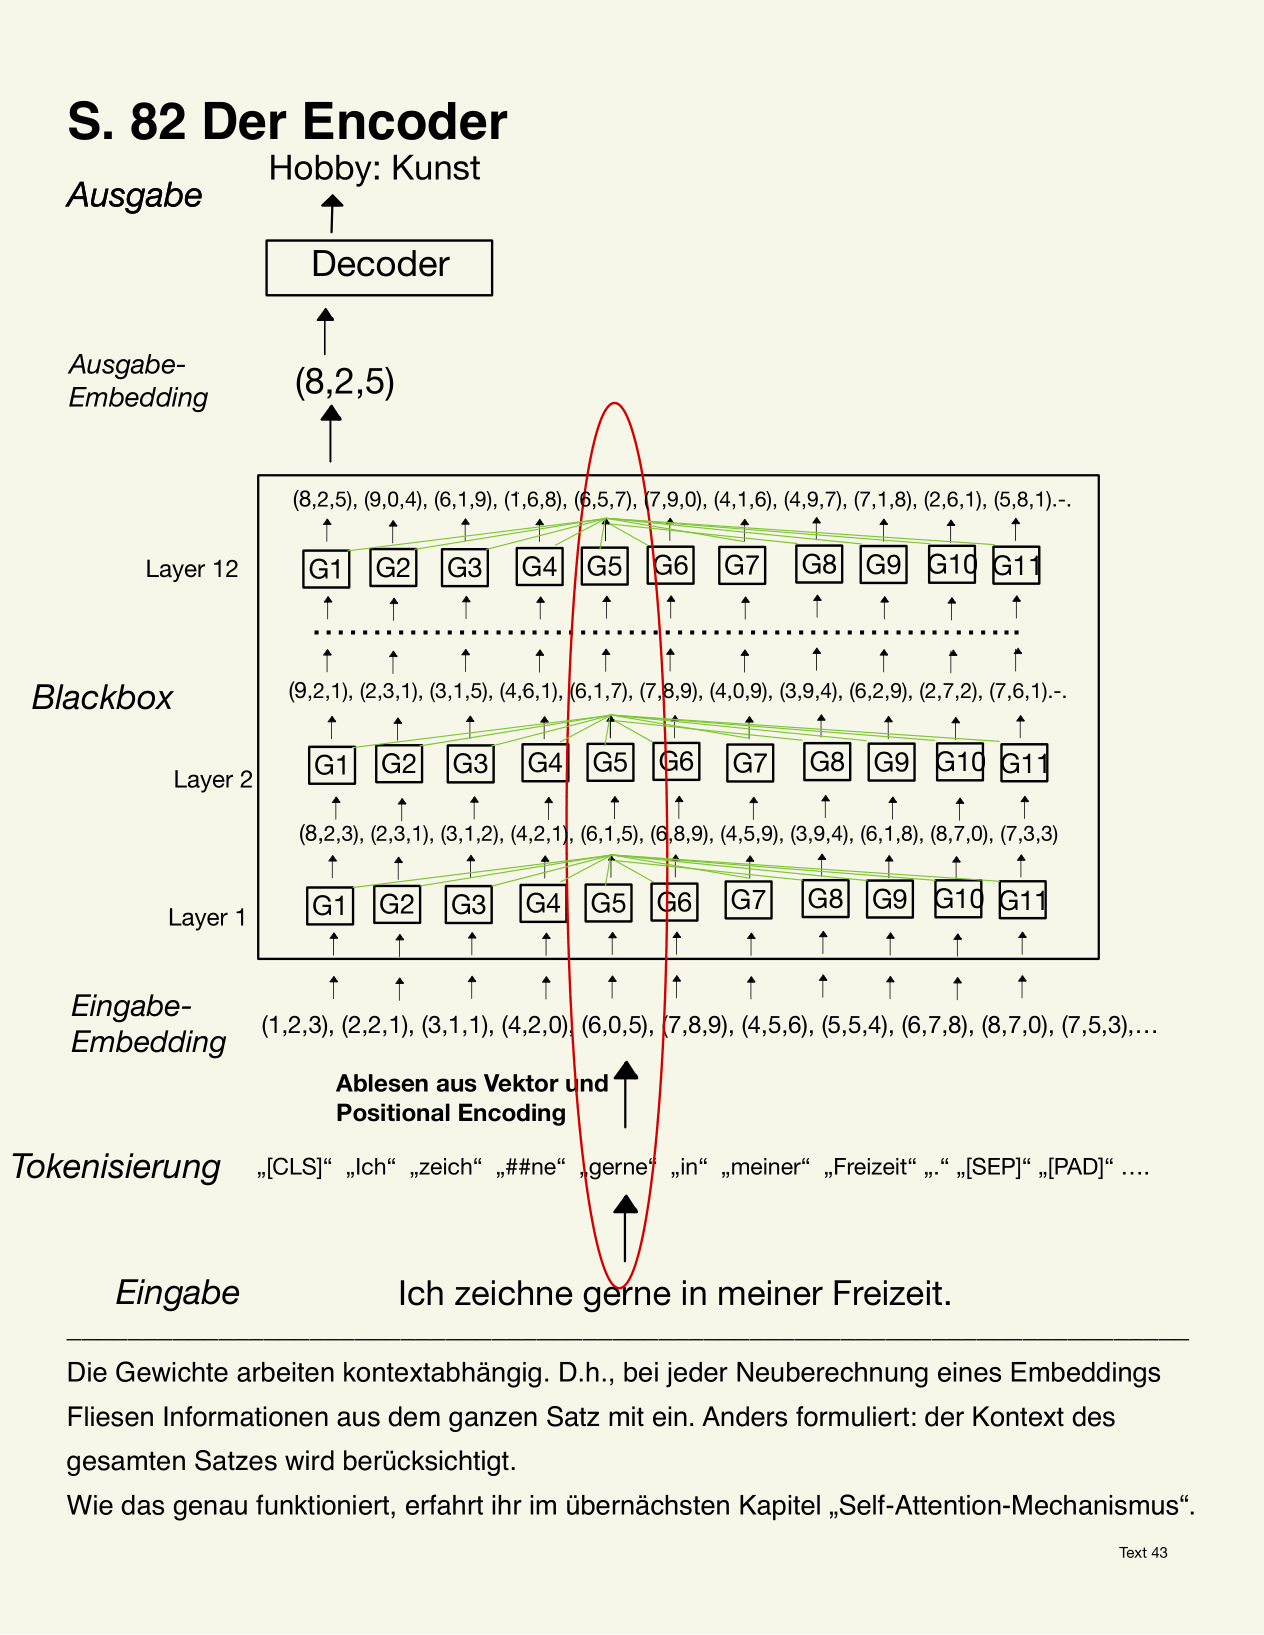 S. 82 Der Encoder
Hobby: Kunst
Ausgabe
Decoder
Ausgabe-
Embedding
(8,2,5)
(8,2,5), (9,0,4), (6,1,9), (1,6,8), (6,5,7), (7,9,0), (4,1,6), (4,9,7), (7,1,8), (2,6,1), (5,8,1).-.
Layer 12 G1 G2 G3 G4 G5 G6 G7 G8 G9 G10 G11
Blackbox
(9,2,1), (2,3,1), (3,1,5), (4,6,1), (6,1,7), (7,8,9), (4,0,9), (3,9,4), (6,2,9), (2,7,2), (7,6,1).-.
Layer 2 G1 G2 G3 G4 G5 G6 G7 G8 G9 G10 G11
(8,2,3), (2,3,1), (3,1,2), (4,2,1), (6,1,5), (6,8,9), (4,5,9), (3,9,4), (6,1,8), (8,7,0), (7,3,3)
Layer 1 G1 G2 G3 G4 G5 G6 G7 G8 G9 G10 G11
Eingabe-
Embedding
(1,2,3), (2,2,1), (3,1,1), (4,2,0), (6,0,5), (7,8,9), (4,5,6), (5,5,4), (6,7,8), (8,7,0), (7,5,3),…
Ablesen aus Vektor und
Positional Encoding
Tokenisierung „[CLS]“ „Ich“ „zeich“ „##ne“ „gerne“ „in“ „meiner“ „Freizeit“ „.“ „[SEP]“ „[PAD]“ ….
Eingabe Ich zeichne gerne in meiner Freizeit.
Die Gewichte arbeiten kontextabhängig. D.h., bei jeder Neuberechnung eines Embeddings
Fliesen Informationen aus dem ganzen Satz mit ein. Anders formuliert: der Kontext des
gesamten Satzes wird berücksichtigt.
Wie das genau funktioniert, erfahrt ihr im übernächsten Kapitel „Self-Attention-Mechanismus“.
Text 43